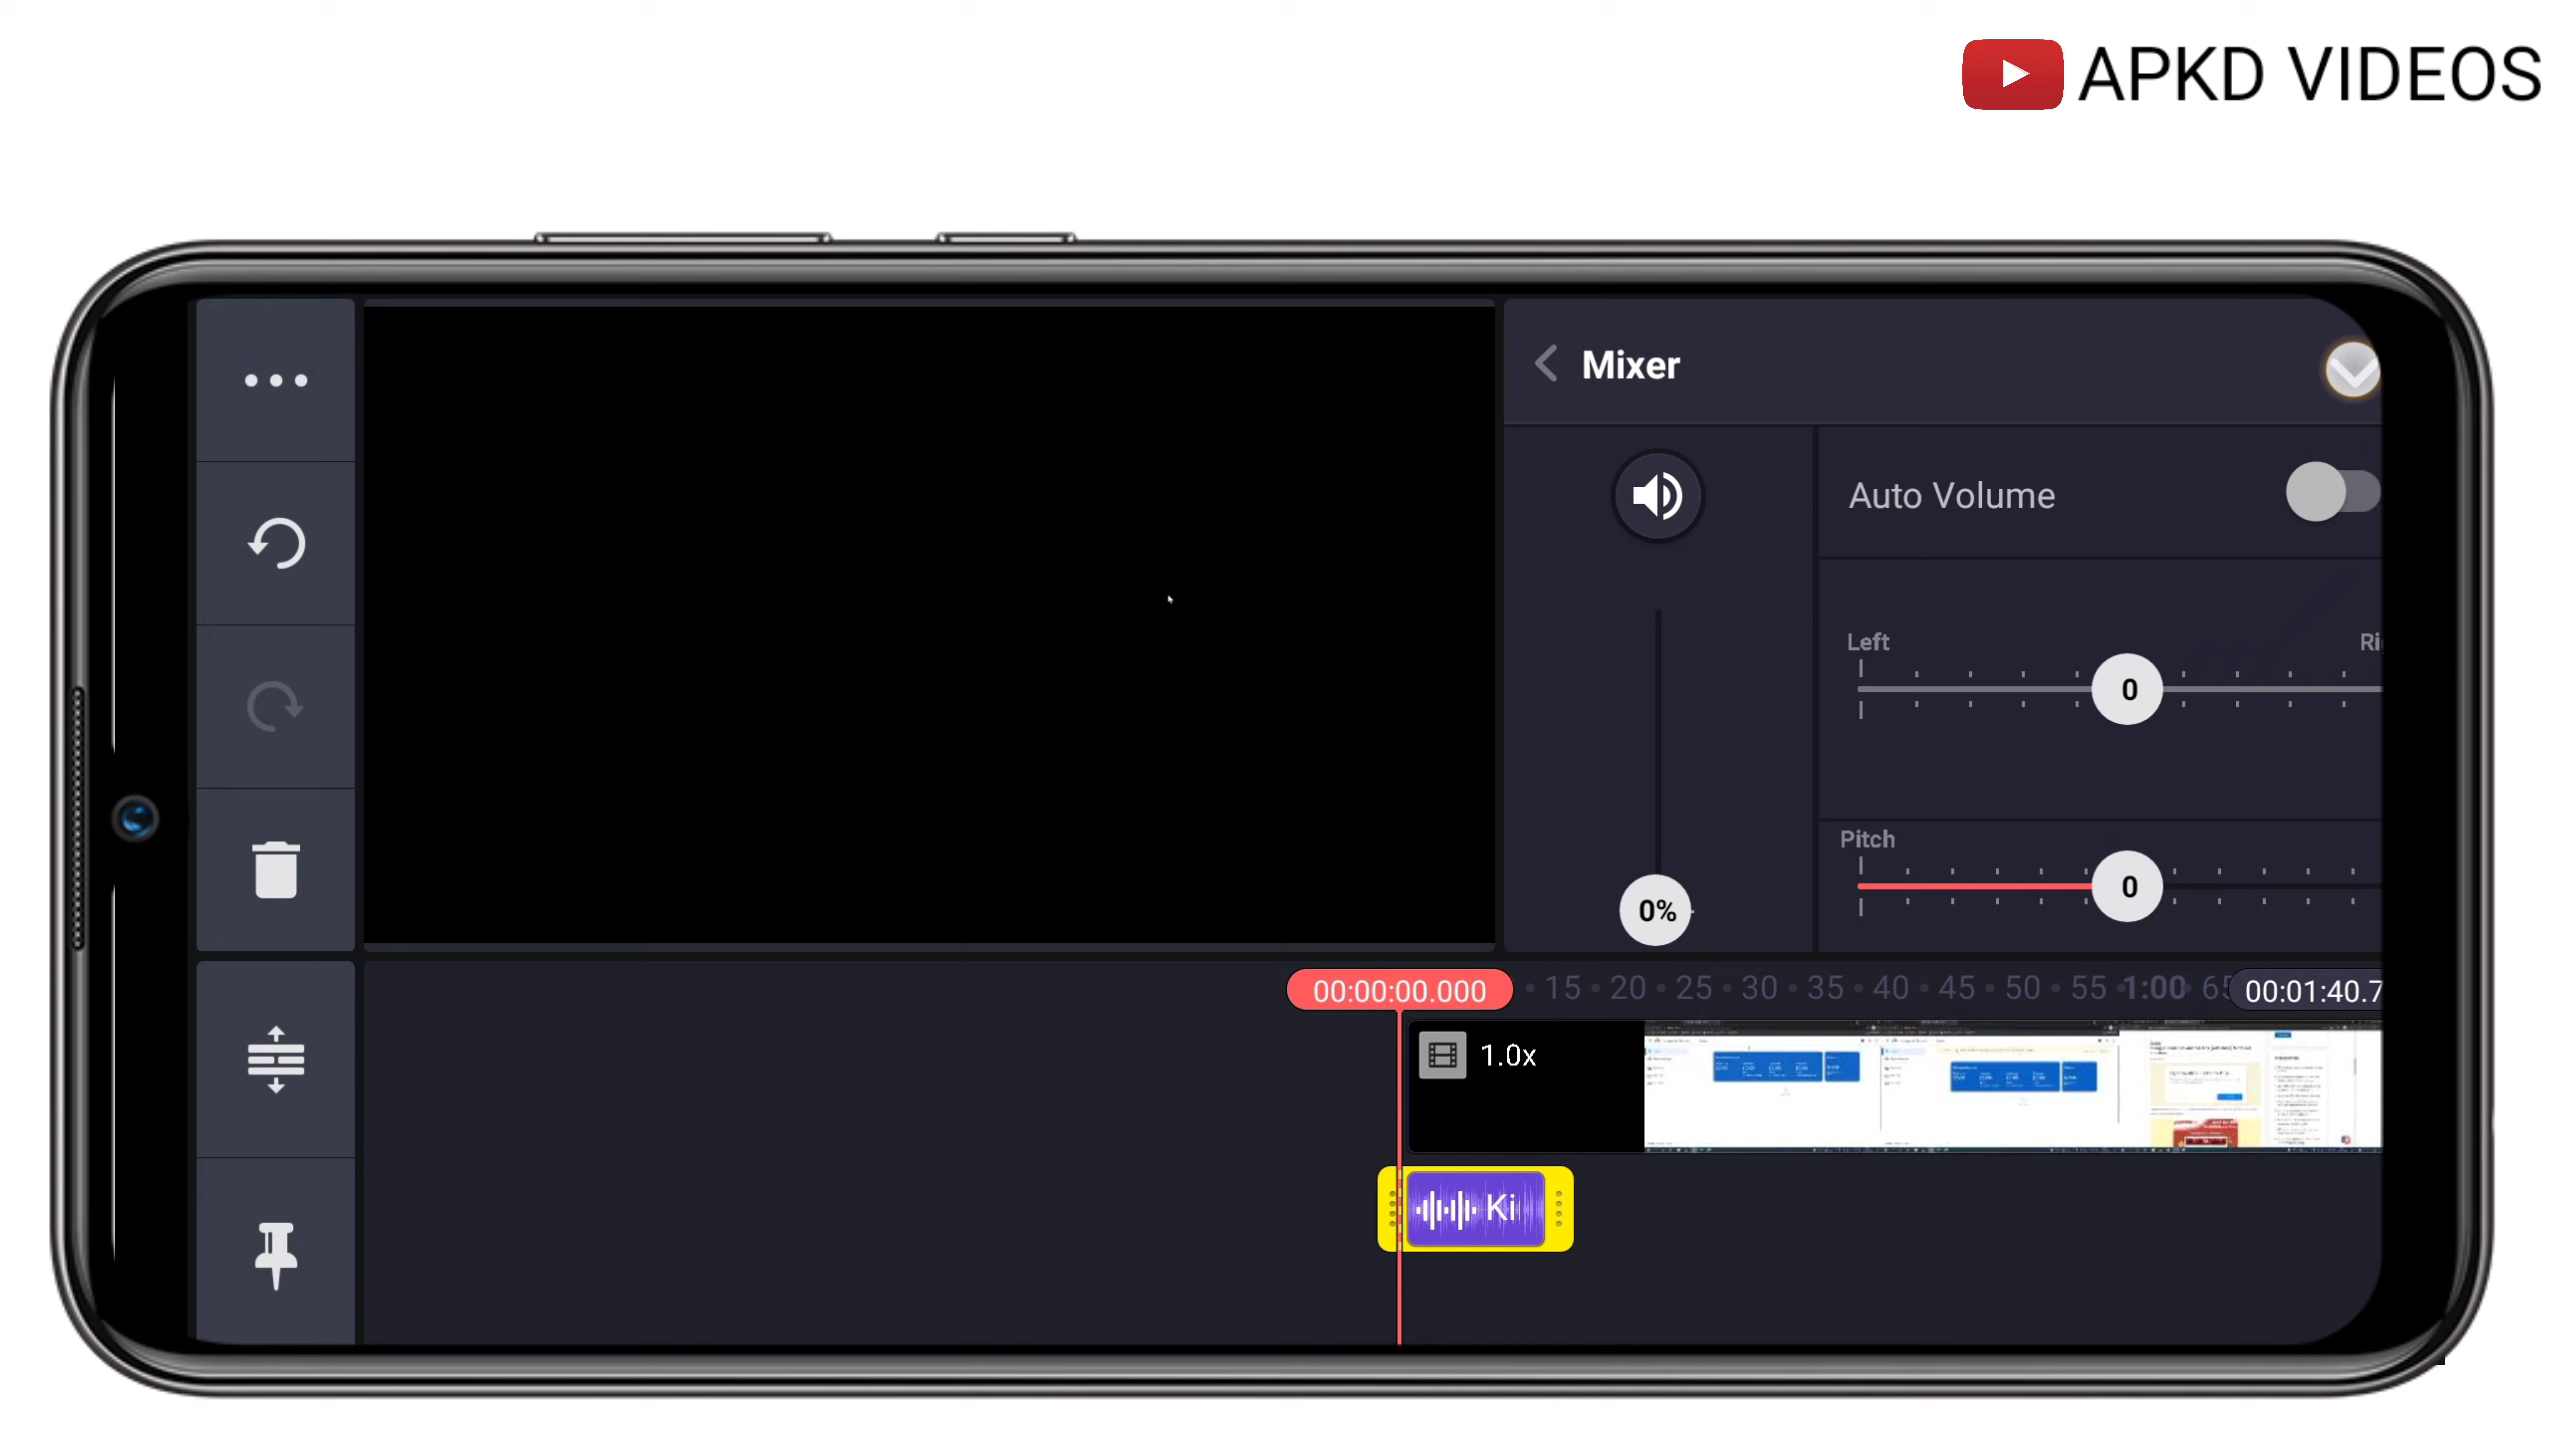 APKD VIDEOS
Mixer
Auto Volume
Left
0
Pitch
0
0%
00:00:00.000
15 20 25 30 35 40 45 50 55 1:00 65
00:01:40.7
1.0x
Ki